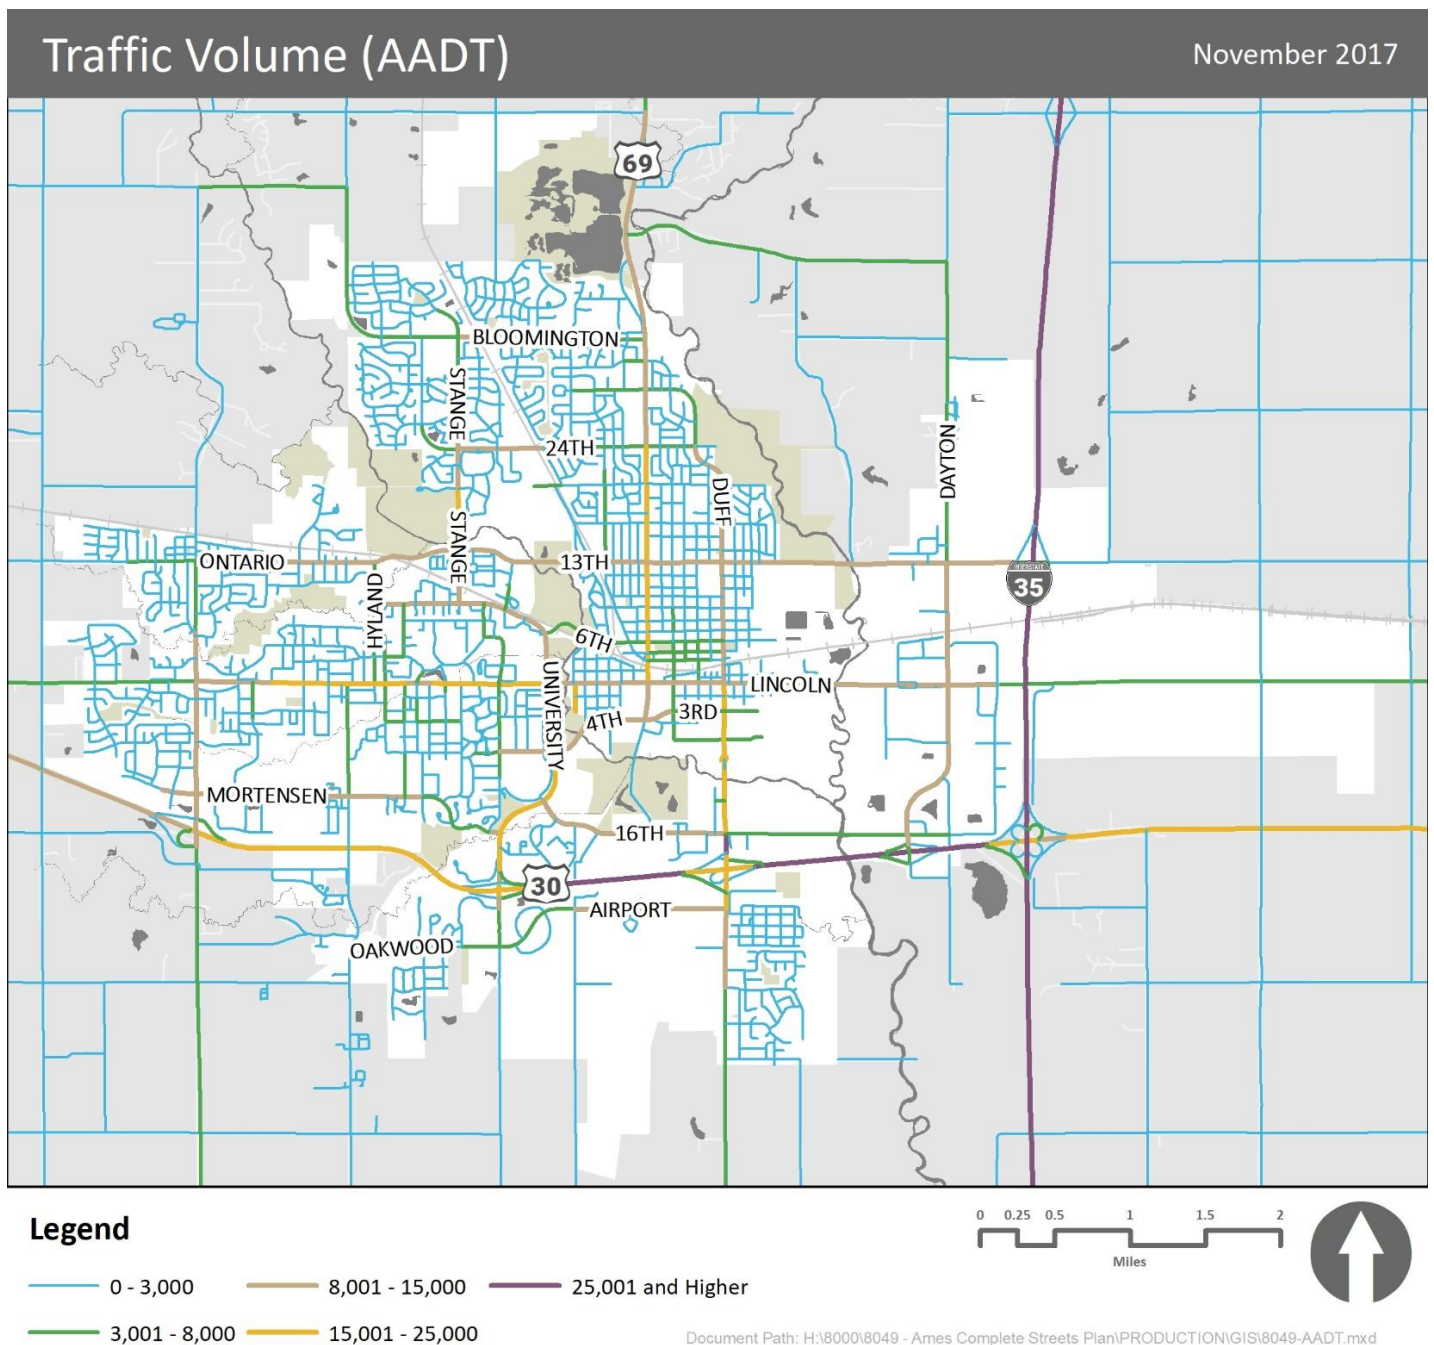 Traffic Volume (AADT)
November 2017
69
BLOOMINGTON
STANGE
24TH
DAYTON
DUFF
STANGE
ONTARIO
13TH
35
HYLAND
6TH
UNIVERSITY
LINCOLN
4TH
3RD
MORTENSEN
16TH
30
AIRPORT
OAKWOOD
Legend
0 - 3,000
8,001 - 15,000
25,001 and Higher
3,001 - 8,000
15,001 - 25,000
0 0.25 0.5 1 1.5 2
Miles
Document Path: H:\8000\8049 - Ames Complete Streets Plan\PRODUCTION\GIS\8049-AADT.mxd